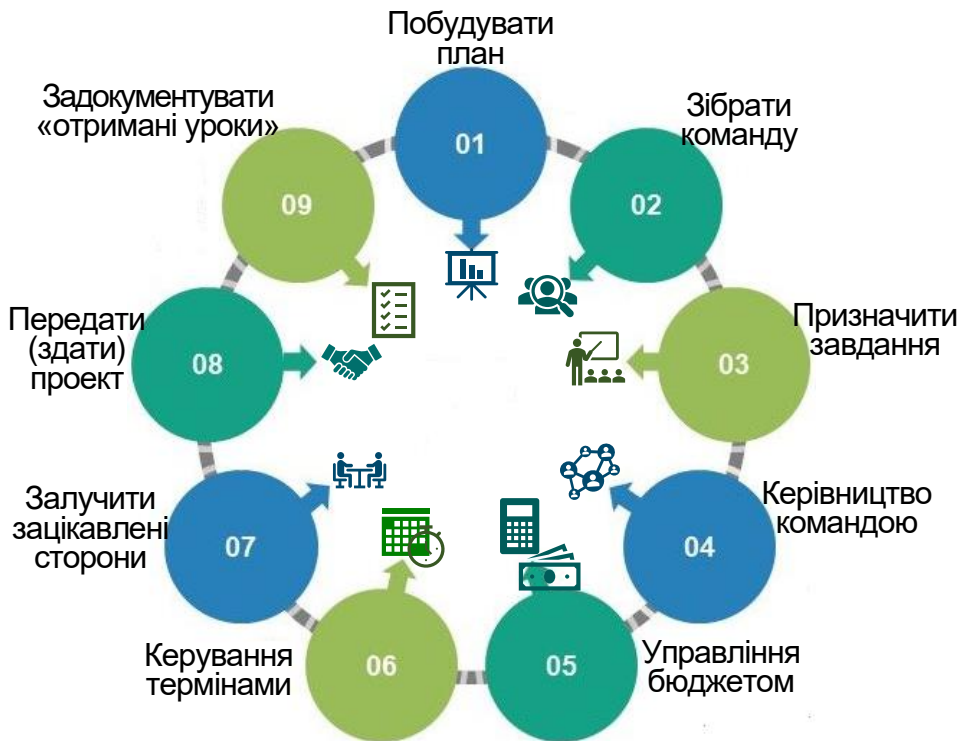 Побудувати
план
01
Зібрати
команду
02
Призначити
завдання
03
Керівництво
командою
04
Управління
бюджетом
05
Керування
термінами
06
Залучити
зацікавлені
сторони
07
Передати
(здати)
проект
08
Задокументувати
«отримані уроки»
09